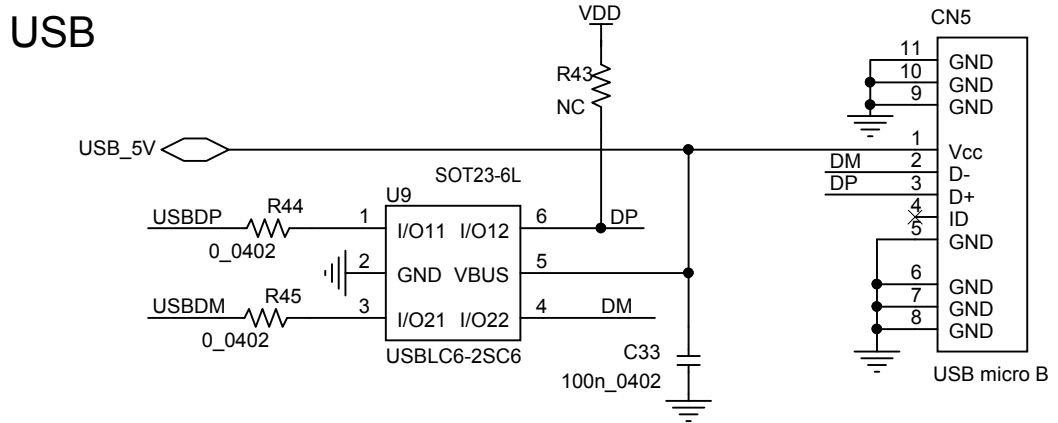 USB
VDD
CN5
R43
NC
11
GND
10
GND
9
GND
USB_5V
1
Vcc
DM
2
D-
DP
3
D+
4
ID
5
GND
6
GND
7
GND
8
GND
USB micro B
SOT23-6L
U9
USBDP
R44
0_0402
1
I/O11
I/O12
6
DP
2
GND
VBUS
5
USBDM
R45
0_0402
3
I/O21
I/O22
4
DM
USBLC6-2SC6
C33
100n_0402